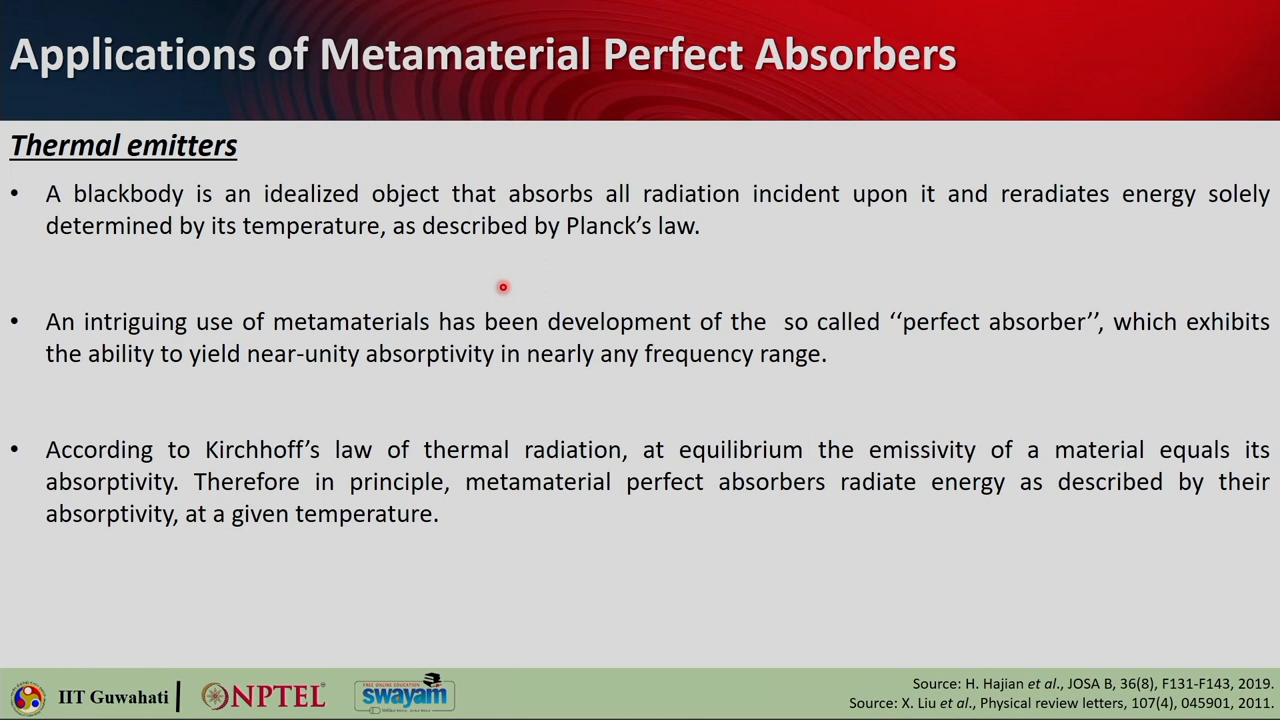 Applications of Metamaterial Perfect Absorbers
Thermal emitters
• A blackbody is an idealized object that absorbs all radiation incident upon it and reradiates energy solely
determined by its temperature, as described by Planck’s law.
• An intriguing use of metamaterials has been development of the so called ‘‘perfect absorber’’, which exhibits
the ability to yield near-unity absorptivity in nearly any frequency range.
• According to Kirchhoff’s law of thermal radiation, at equilibrium the emissivity of a material equals its
absorptivity. Therefore in principle, metamaterial perfect absorbers radiate energy as described by their
absorptivity, at a given temperature.
IIT Guwahati
NPTEL
FREE ONLINE EDUCATION
swayam
Source: H. Hajian et al., JOSA B, 36(8), F131-F143, 2019.
Source: X. Liu et al., Physical review letters, 107(4), 045901, 2011.